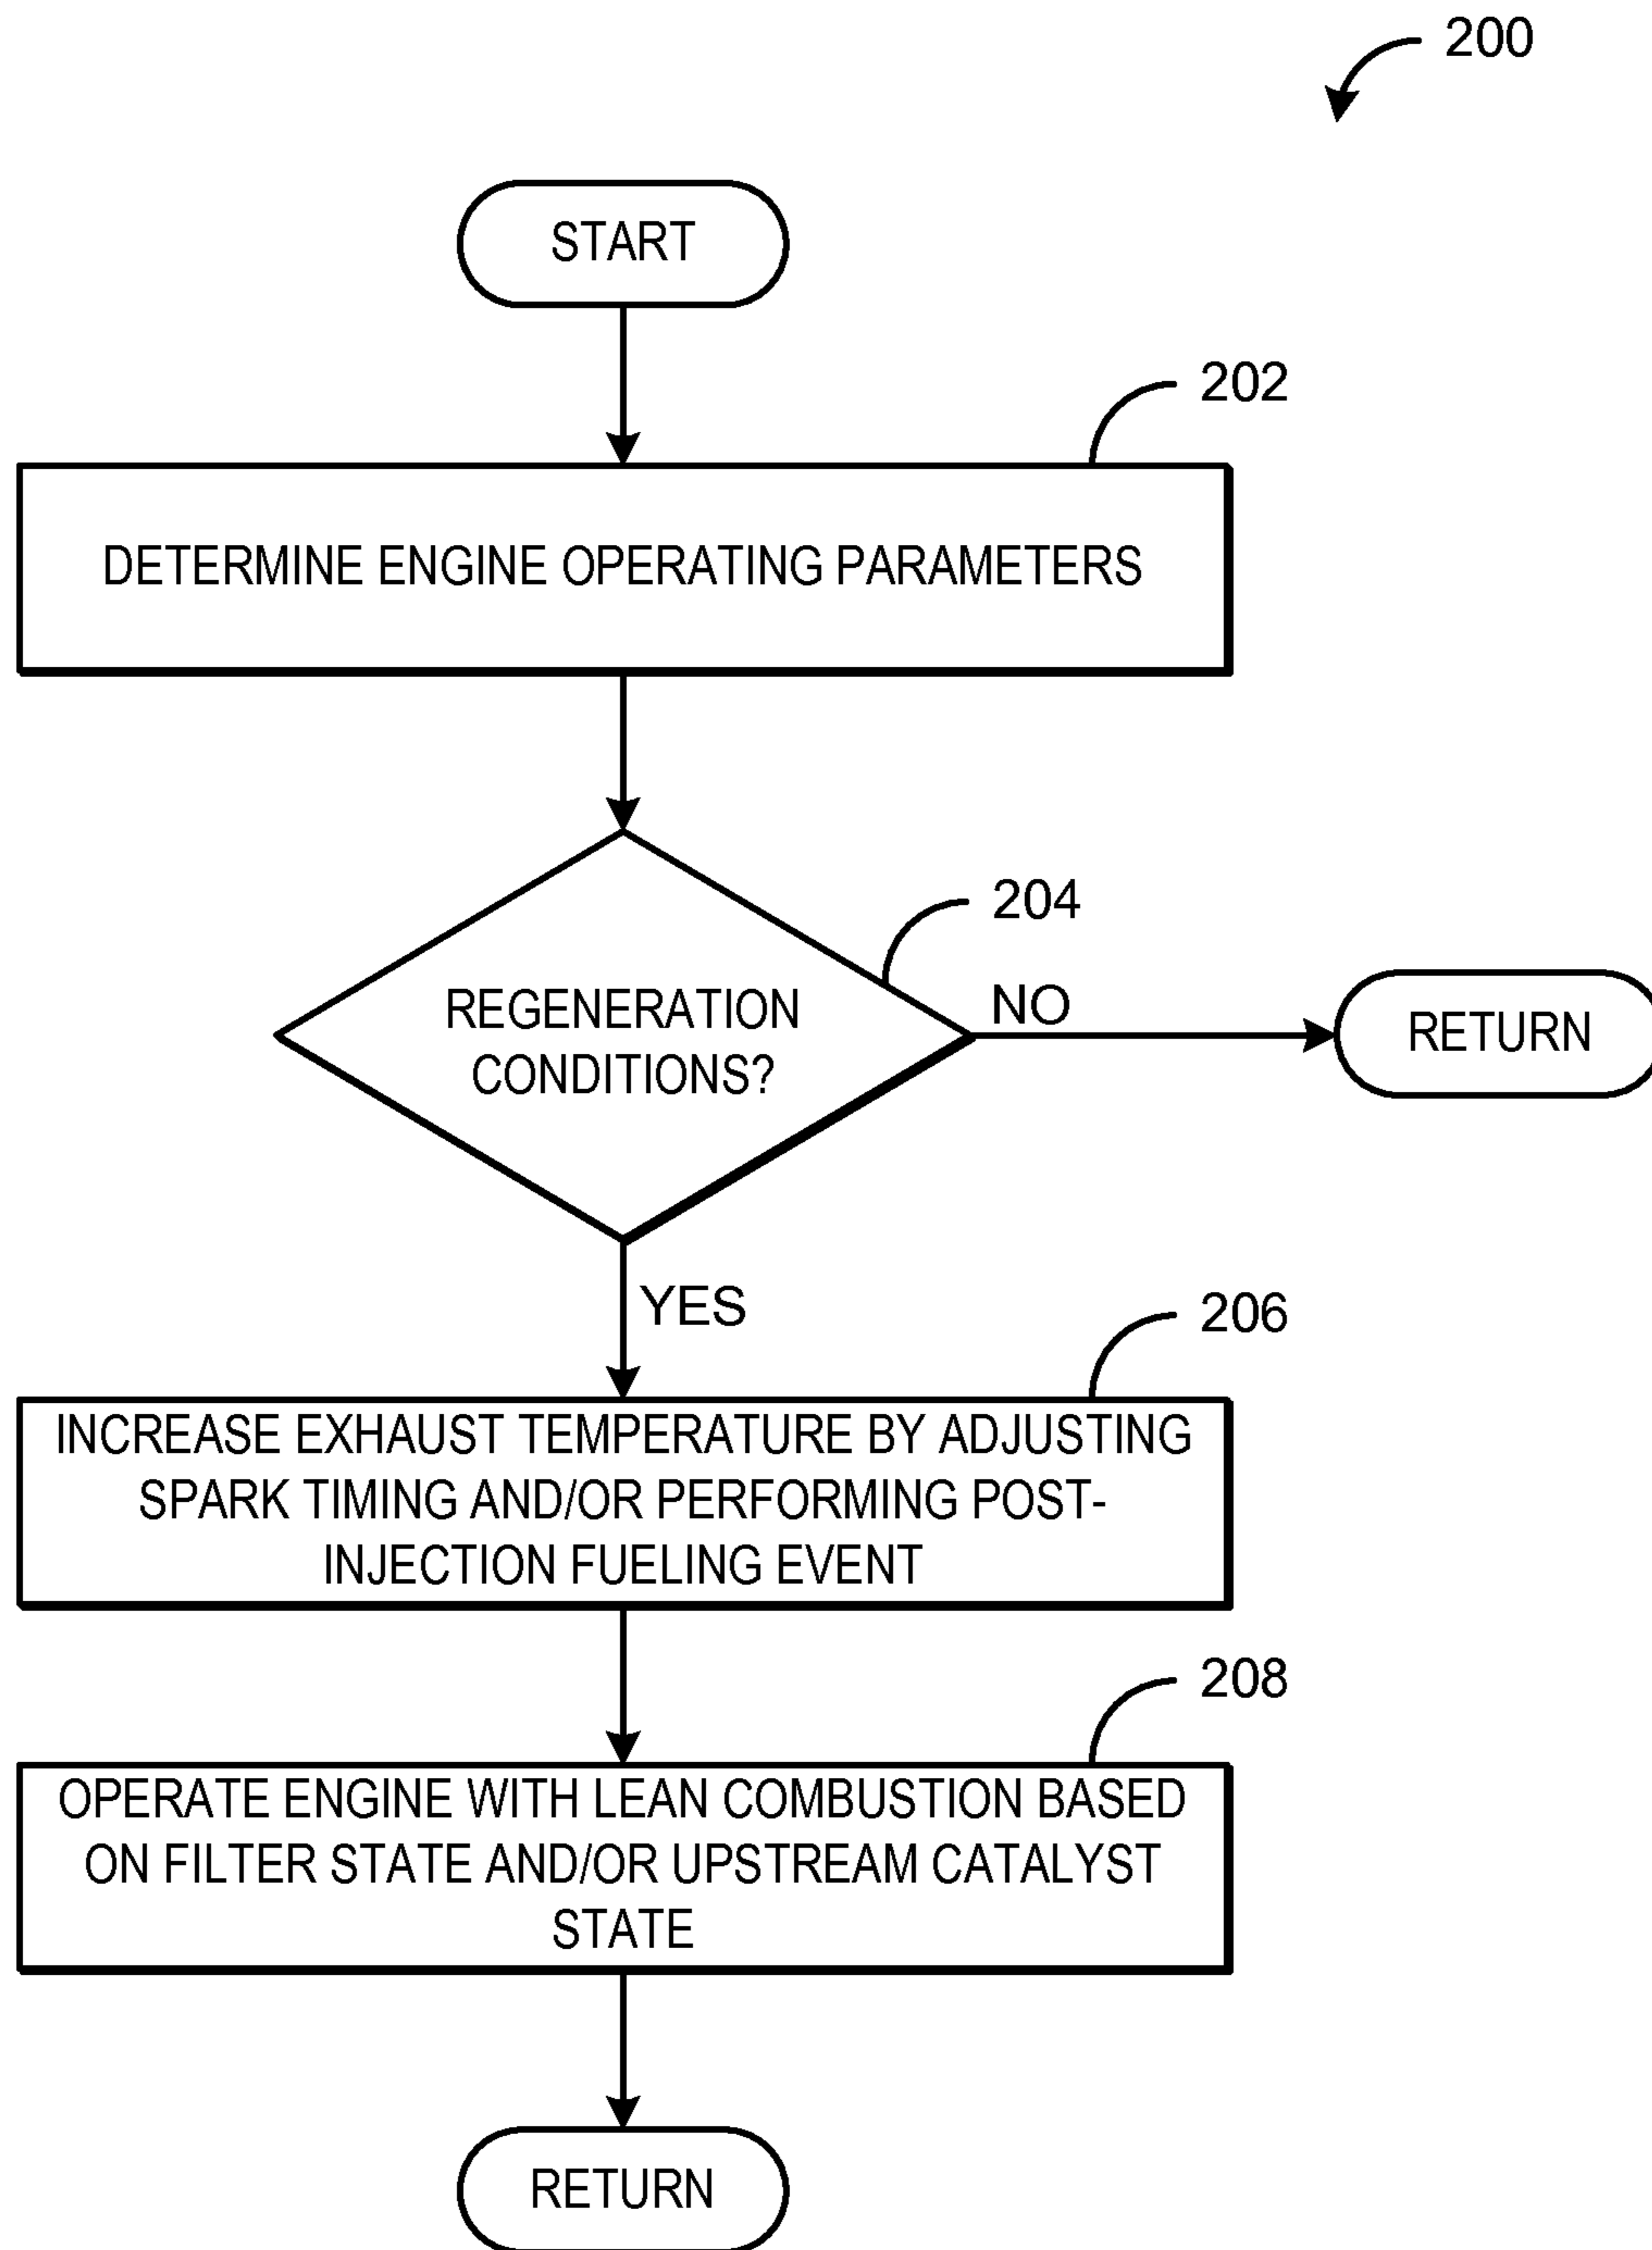 200
START
202
DETERMINE ENGINE OPERATING PARAMETERS
204
REGENERATION
CONDITIONS?
NO
RETURN
YES
206
INCREASE EXHAUST TEMPERATURE BY ADJUSTING
SPARK TIMING AND/OR PERFORMING POST-
INJECTION FUELING EVENT
208
OPERATE ENGINE WITH LEAN COMBUSTION BASED
ON FILTER STATE AND/OR UPSTREAM CATALYST
STATE
RETURN